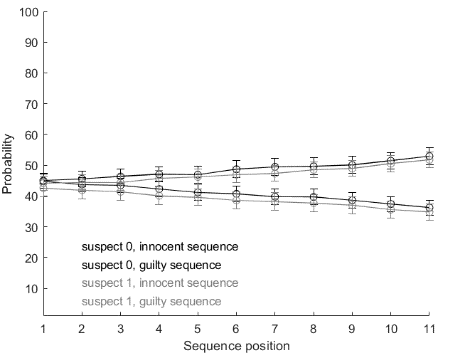 100
90
80
70
60
50
40
30
20
10
Probability
suspect 0, innocent sequence
suspect 0, guilty sequence
suspect 1, innocent sequence
suspect 1, guilty sequence
1 2 3 4 5 6 7 8 9 10 11
Sequence position